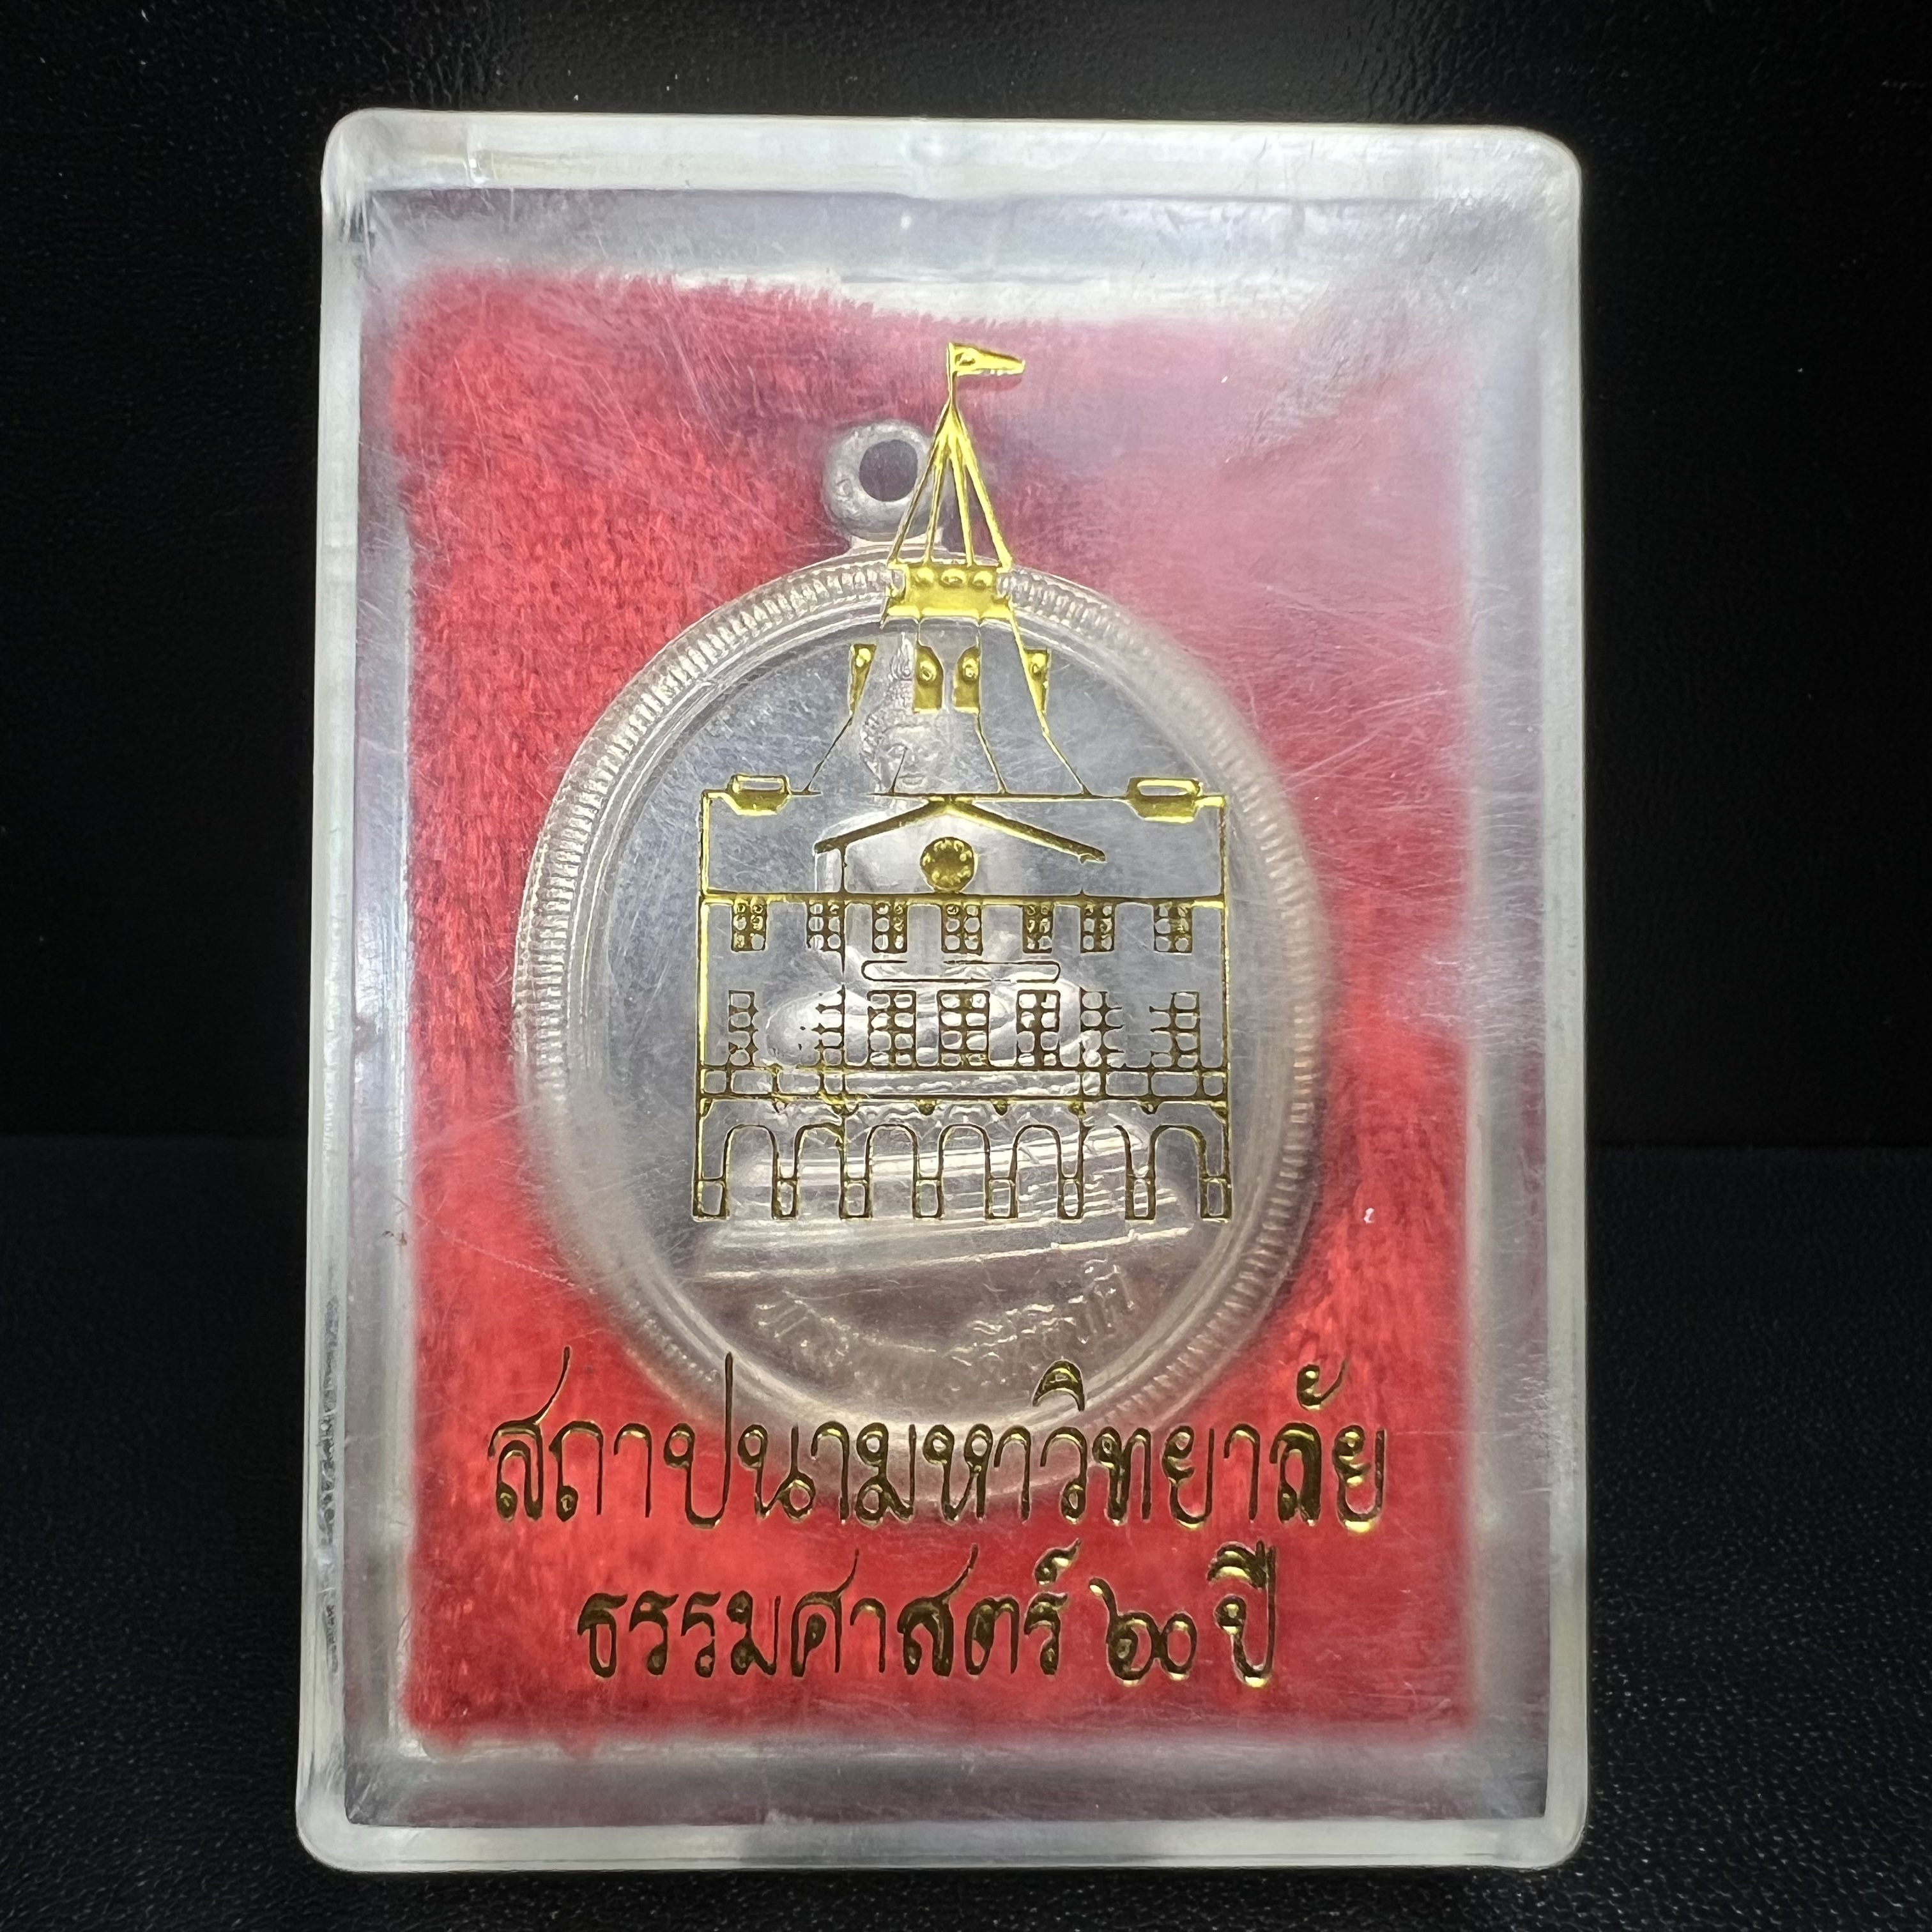 สถาปนามหาวิทยาลัย
ธรรมศาสตร์ ๖๐ ปี